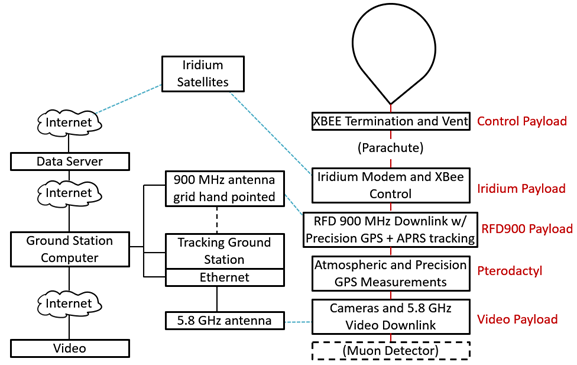 Iridium
Satellites
Internet
Data Server
Internet
Ground Station
Computer
Internet
Video
900 MHz antenna
grid hand pointed
Tracking Ground
Station
Ethernet
5.8 GHz antenna
XBEE Termination and Vent
Control Payload
(Parachute)
Iridium Modem and XBee
Control
Iridium Payload
RFD 900 MHz Downlink w/
Precision GPS + APRS tracking
RFD900 Payload
Atmospheric and Precision
GPS Measurements
Pterodactyl
Cameras and 5.8 GHz
Video Downlink
Video Payload
(Muon Detector)